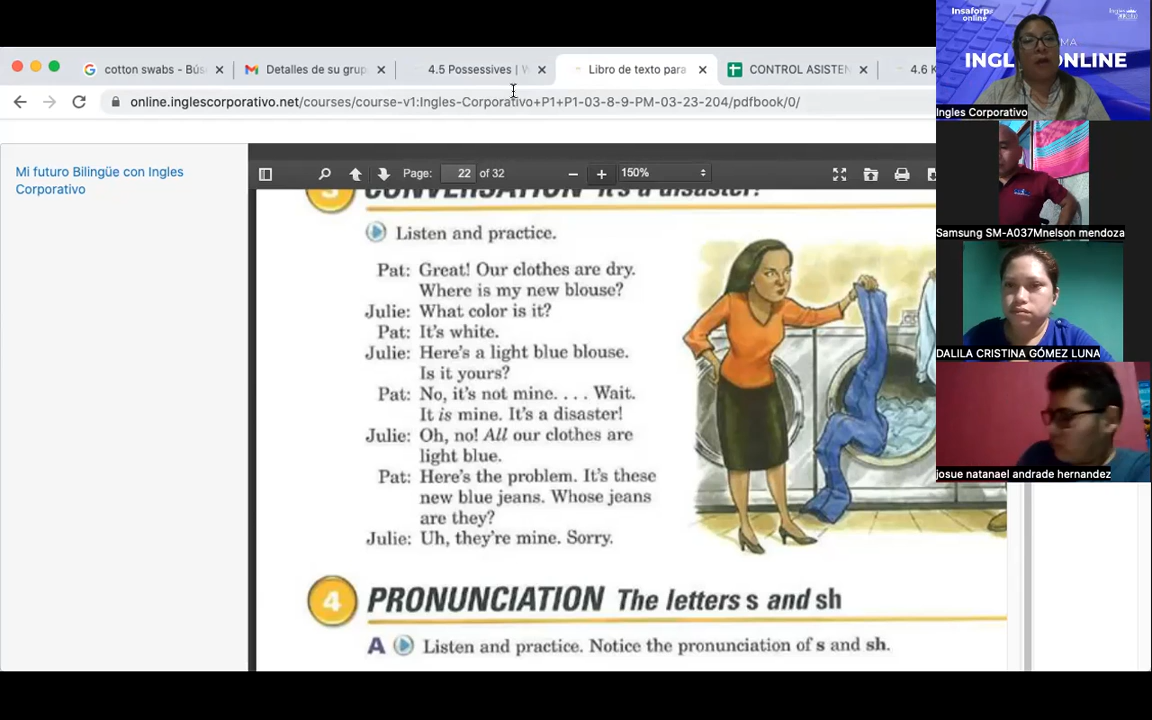 cotton swabs - Bús
Detalles de su grup
4.5 Possessives | W
Libro de texto para
CONTROL ASISTEN
4.6 K
online.inglescorporativo.net/courses/course-v1:Ingles-Corporativo+P1+P1-03-8-9-PM-03-23-204/pdfbook/0/
Mi futuro Bilingüe con Ingles
Corporativo
Page: 22 of 32
150%
3 CONVERSATION It's a disaster!
Listen and practice.
Pat: Great! Our clothes are dry.
Where is my new blouse?
Julie: What color is it?
Pat: It's white.
Julie: Here's a light blue blouse.
Is it yours?
Pat: No, it's not mine. . . . Wait.
It is mine. It's a disaster!
Julie: Oh, no! All our clothes are
light blue.
Pat: Here's the problem. It's these
new blue jeans. Whose jeans
are they?
Julie: Uh, they're mine. Sorry.
4 PRONUNCIATION The letters s and sh
A Listen and practice. Notice the pronunciation of s and sh.
Insaforp
online
INGL ONLINE
Ingles Corporativo
Samsung SM-A037Mnelson mendoza
DALILA CRISTINA GÓMEZ LUNA
josue natanael andrade hernandez